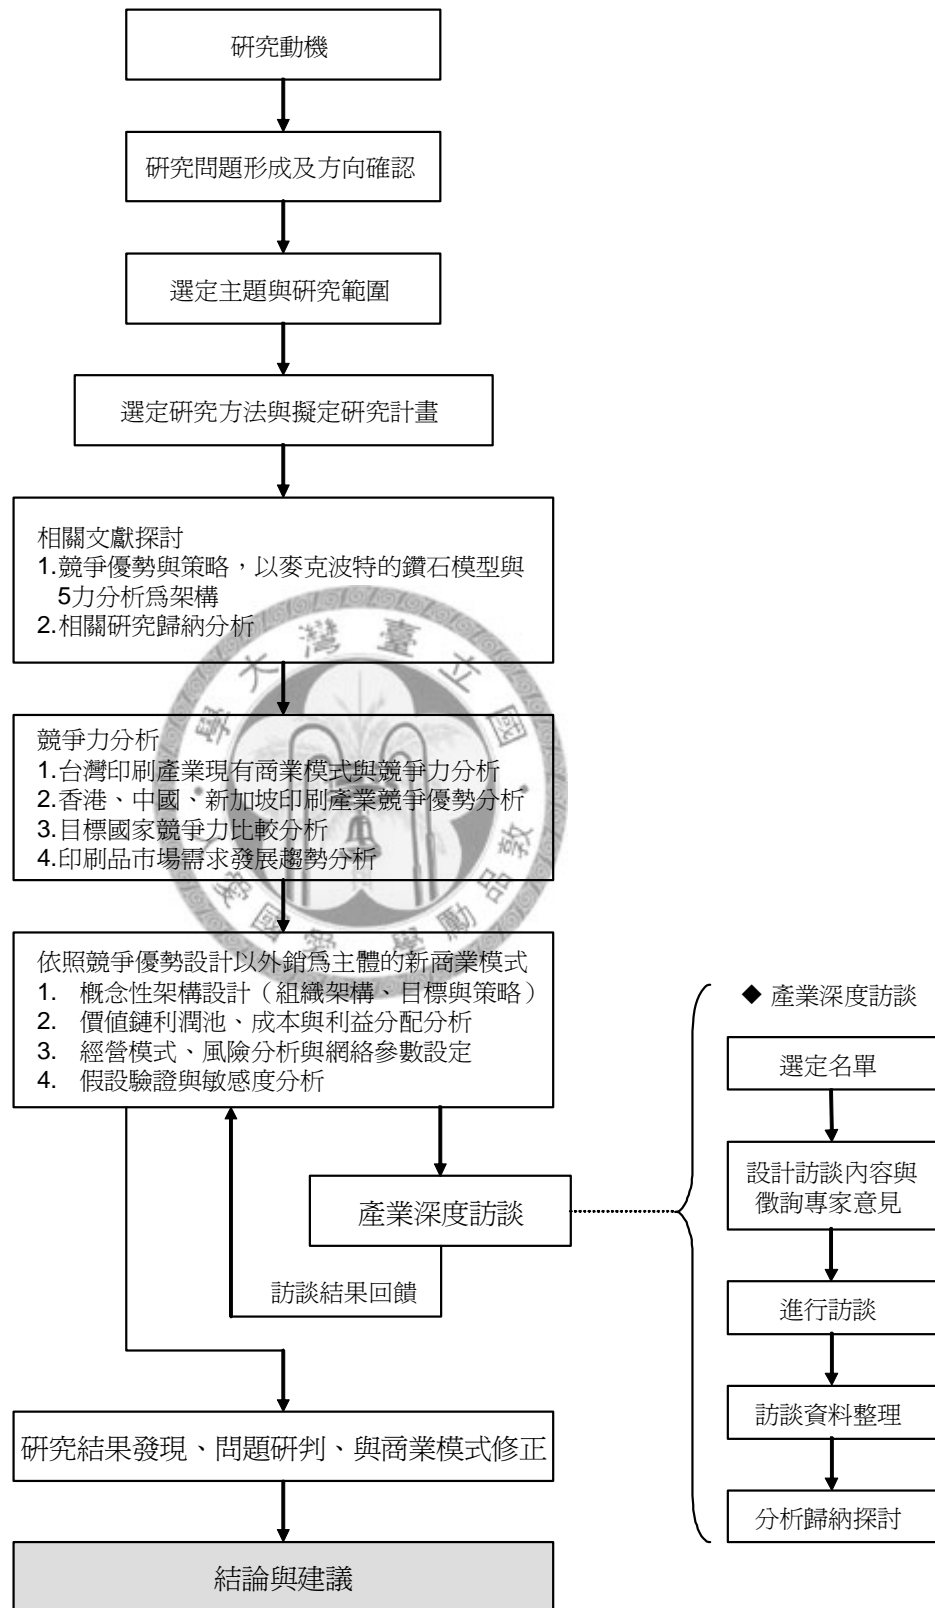 研究動機
研究問題形成及方向確認
選定主題與研究範圍
選定研究方法與擬定研究計畫
相關文獻探討
1.競爭優勢與策略，以麥克波特的鑽石模型與
5力分析為架構
2.相關研究歸納分析
競爭力分析
1.台灣印刷產業現有商業模式與競爭力分析
2.香港、中國、新加坡印刷產業競爭優勢分析
3.目標國家競爭力比較分析
4.印刷品市場需求發展趨勢分析
依照競爭優勢設計以外銷為主體的新商業模式
1. 概念性架構設計（組織架構、目標與策略）
2. 價值鏈利潤池、成本與利益分配分析
3. 經營模式、風險分析與網絡參數設定
4. 假設驗證與敏感度分析
產業深度訪談
訪談結果回饋
研究結果發現、問題研判、與商業模式修正
結論與建議
◆ 產業深度訪談
選定名單
設計訪談內容與
徵詢專家意見
進行訪談
訪談資料整理
分析歸納探討
國立臺灣大學
敦品勵學
愛國愛人